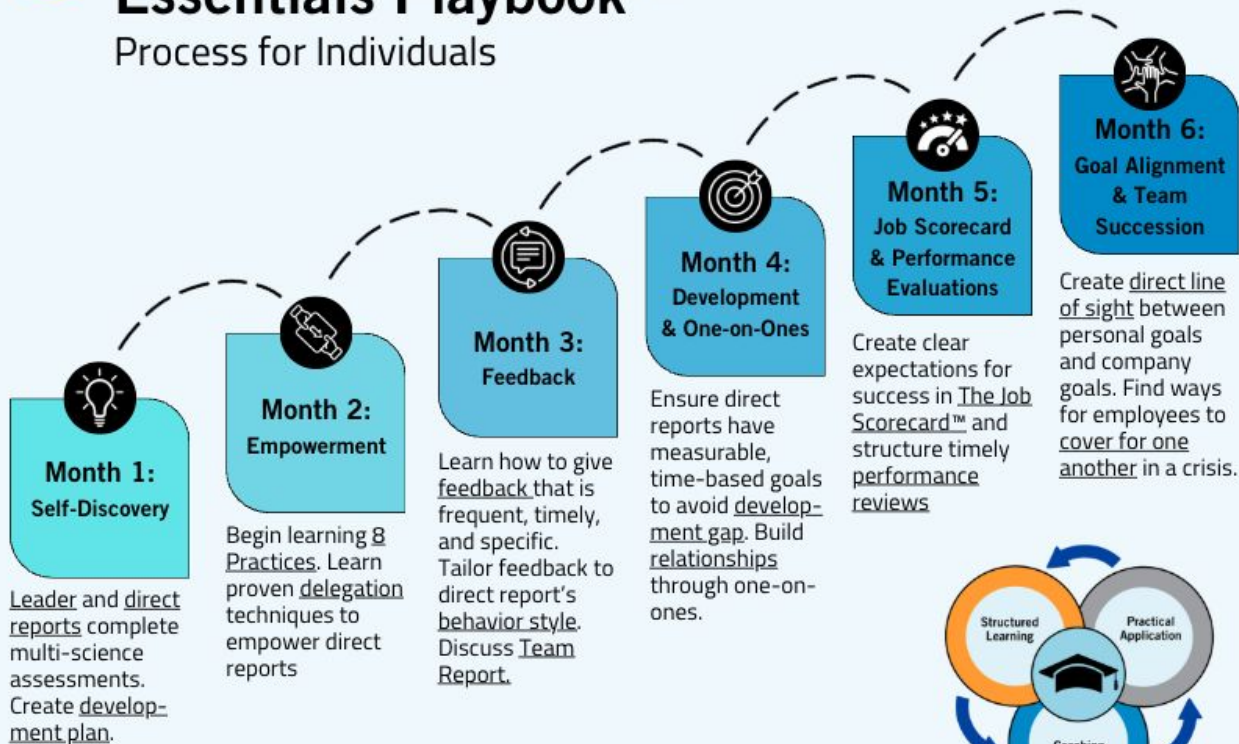 Essentials Playbook
Process for Individuals
Month 1:
Self-Discovery
Leader and direct
reports complete
multi-science
assessments.
Create develop-
ment plan.
Month 2:
Empowerment
Begin learning 8
Practices. Learn
proven delegation
techniques to
empower direct
reports
Month 3:
Feedback
Learn how to give
feedback that is
frequent, timely,
and specific.
Tailor feedback to
direct report's
behavior style.
Discuss Team
Report.
Month 4:
Development
& One-on-Ones
Ensure direct
reports have
measurable,
time-based goals
to avoid develop-
ment gap. Build
relationships
through one-on-
ones.
Month 5:
Job Scorecard
& Performance
Evaluations
Create clear
expectations for
success in The Job
Scorecard™ and
structure timely
performance
reviews
Month 6:
Goal Alignment
& Team
Succession
Create direct line
of sight between
personal goals
and company
goals. Find ways
for employees to
cover for one
another in a crisis.
Structured
Learning
Practical
Application
Coaching